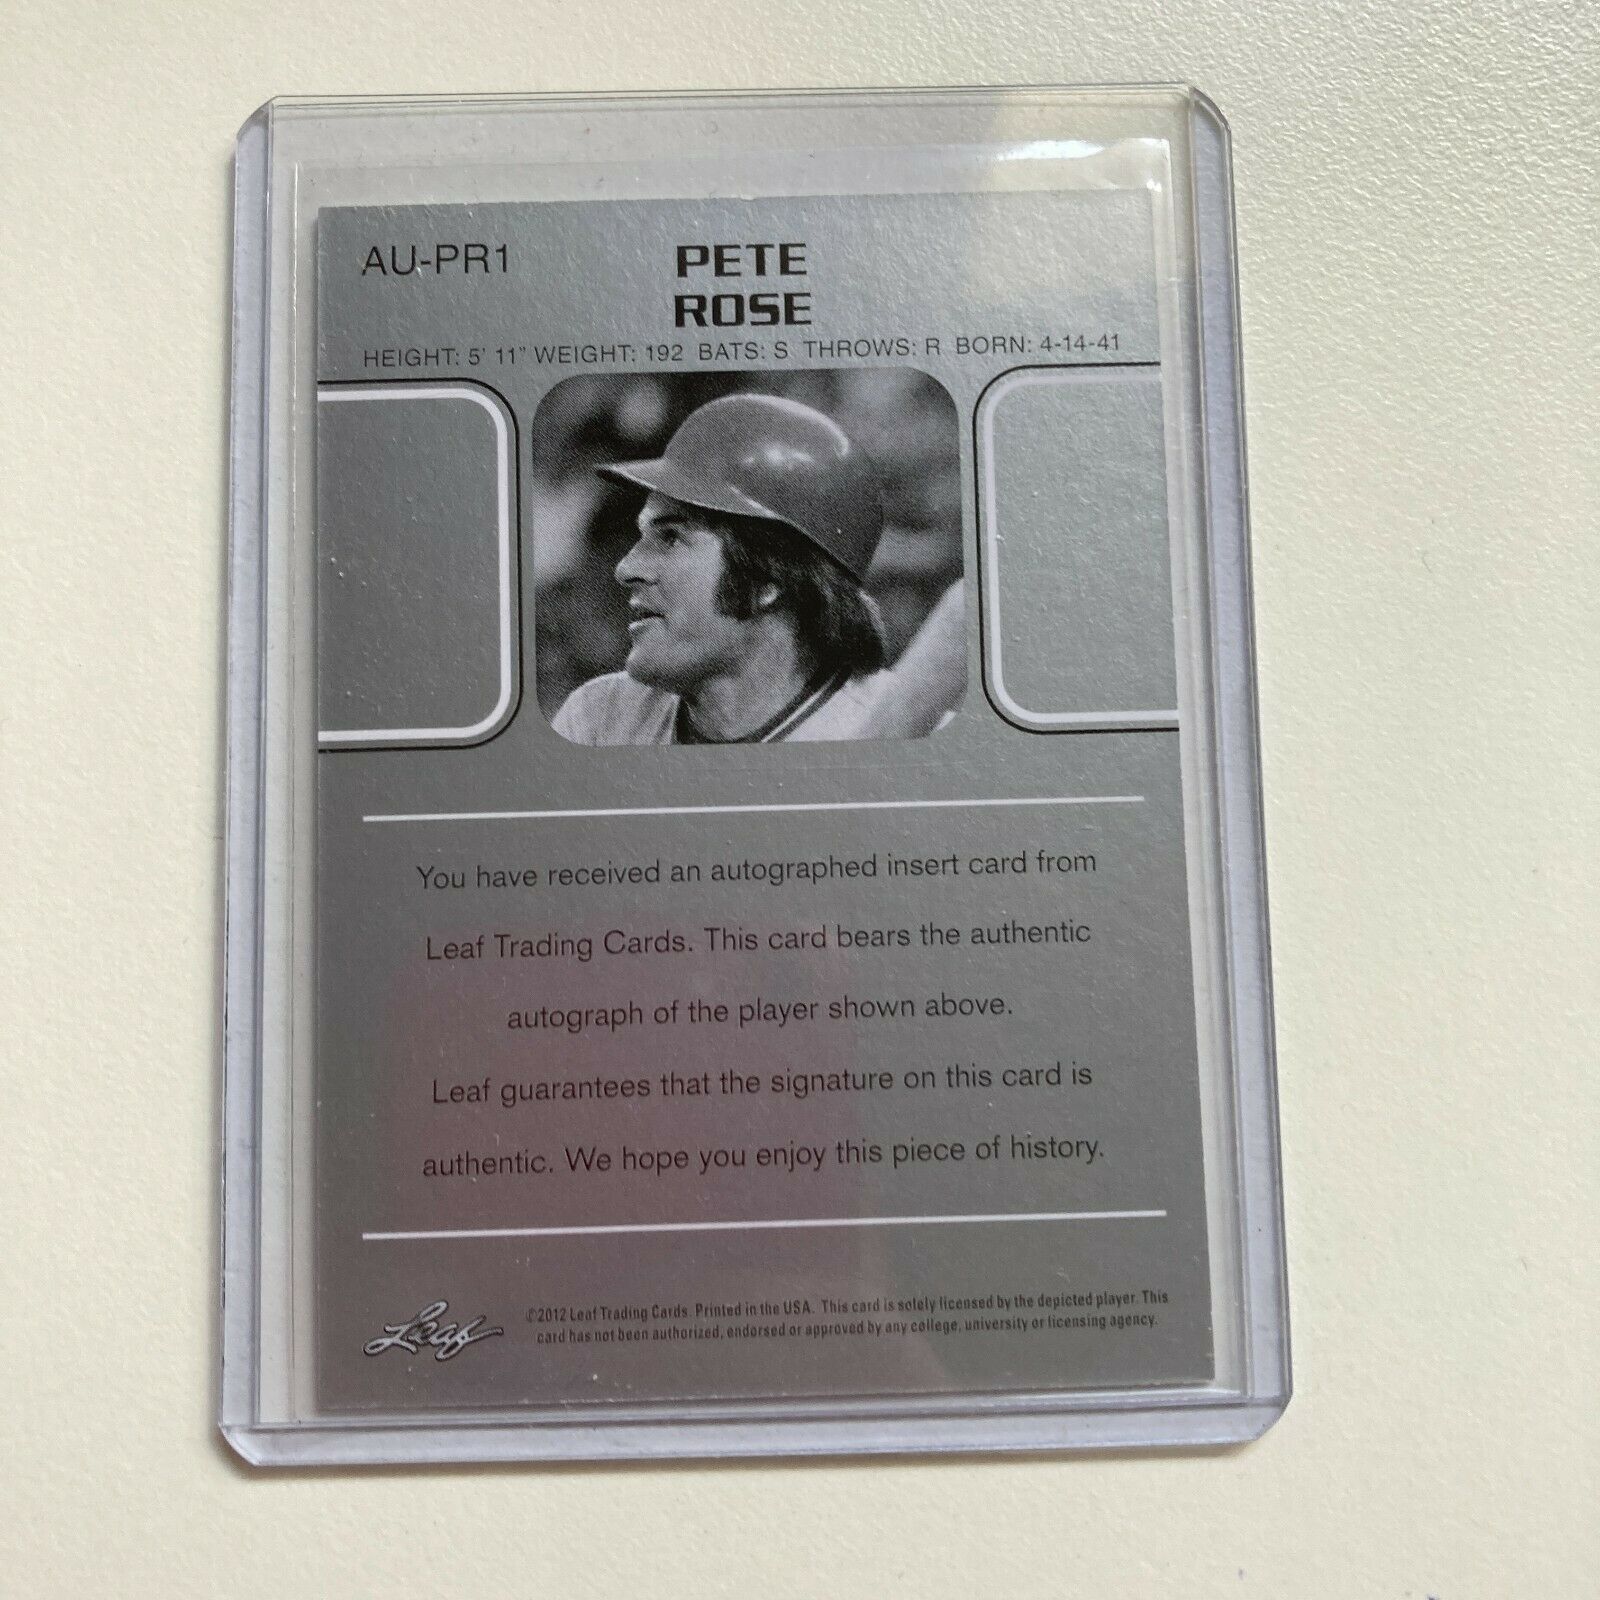 AU-PR1
PETE
ROSE
HEIGHT: 5' 11" WEIGHT: 192 BATS: S THROWS: R BORN: 4-14-41
You have received an autographed insert card from
Leaf Trading Cards. This card bears the authentic
autograph of the player shown above.
Leaf guarantees that the signature on this card is
authentic. We hope you enjoy this piece of history.
Leaf
©2012 Leaf Trading Cards. Printed in the USA. This card is solely licensed by the depicted player. This
card has not been authorized, endorsed or approved by any college, university or licensing agency.